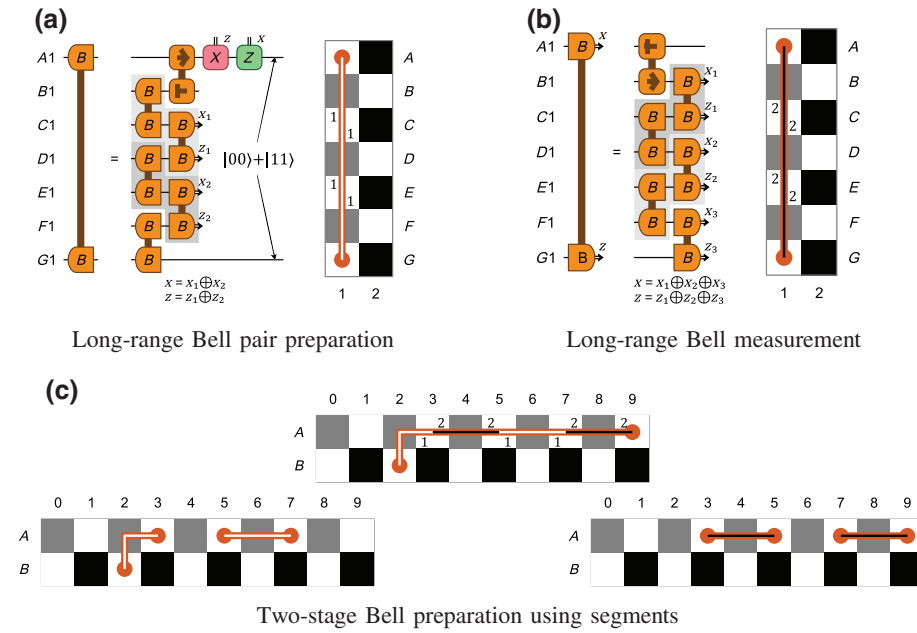 (a)
Z X
A1 B X Z A
B1 B B
C1 B B X₁ 1 1 C
D1 = B B Z₁ |00⟩+|11⟩ D
E1 B B X₂ 1 1 E
F1 B B Z₂ F
G1 B B G
X = X₁⊕X₂
Z = Z₁⊕Z₂
1 2
Long-range Bell pair preparation
(b)
A1 B X A
B1 B X₁ B
C1 B B Z₁ 2 2 C
D1 = B B X₂ D
E1 B B Z₂ 2 2 E
F1 B B X₃ F
G1 B Z B Z₃ G
X = X₁⊕X₂⊕X₃
Z = Z₁⊕Z₂⊕Z₃
1 2
Long-range Bell measurement
(c)
0 1 2 3 4 5 6 7 8 9
A 2 2 2 2
1 1 1
B
0 1 2 3 4 5 6 7 8 9
A
B
0 1 2 3 4 5 6 7 8 9
A
B
Two-stage Bell preparation using segments